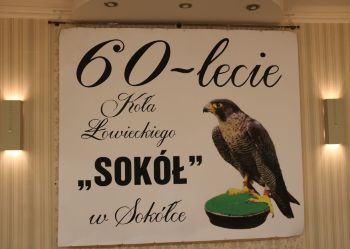 60-lecie
Koła
Łowieckiego
„SOKÓŁ”
w Sokółce